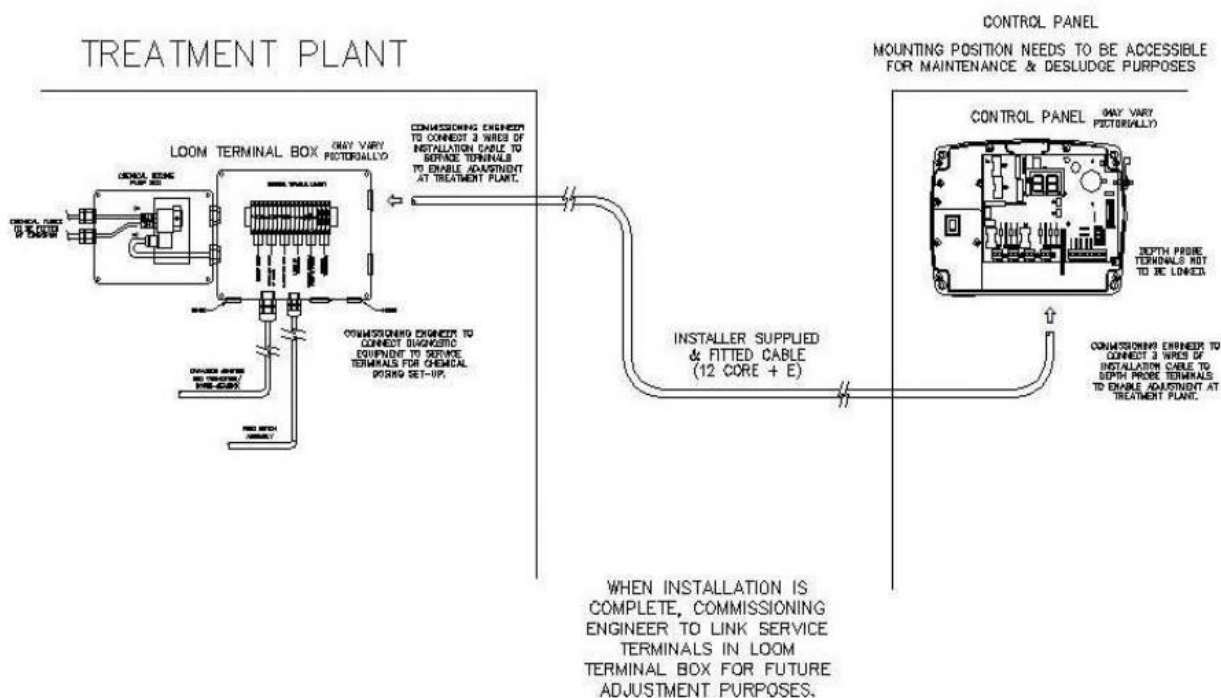 TREATMENT PLANT
CONTROL PANEL
MOUNTING POSITION NEEDS TO BE ACCESSIBLE
FOR MAINTENANCE & DESLUDGE PURPOSES
COMMISSIONING ENGINEER
TO CONNECT 3 WIRES OF
INSTALLATION CABLE TO
SERVICE TERMINALS
TO ENABLE ADJUSTMENT
AT TREATMENT PLANT.
LOOM TERMINAL BOX (MAY VARY
PICTORIALLY)
CHEMICAL DOSING
PUMP BOX
CONTROL PANEL (MAY VARY
PICTORIALLY)
DEPTH PROBE
TERMINALS NOT
TO BE LINKED
COMMISSIONING ENGINEER TO
CONNECT DIAGNOSTIC
EQUIPMENT TO SERVICE
TERMINALS FOR CHEMICAL
DOSING SET-UP.
INSTALLER SUPPLIED
& FITTED CABLE
(12 CORE + E)
COMMISSIONING ENGINEER TO
CONNECT 3 WIRES OF
INSTALLATION CABLE TO
DEPTH PROBE TERMINALS
TO ENABLE ADJUSTMENT AT
TREATMENT PLANT.
ASSEMBLY
WHEN INSTALLATION IS
COMPLETE, COMMISSIONING
ENGINEER TO LINK SERVICE
TERMINALS IN LOOM
TERMINAL BOX FOR FUTURE
ADJUSTMENT PURPOSES.